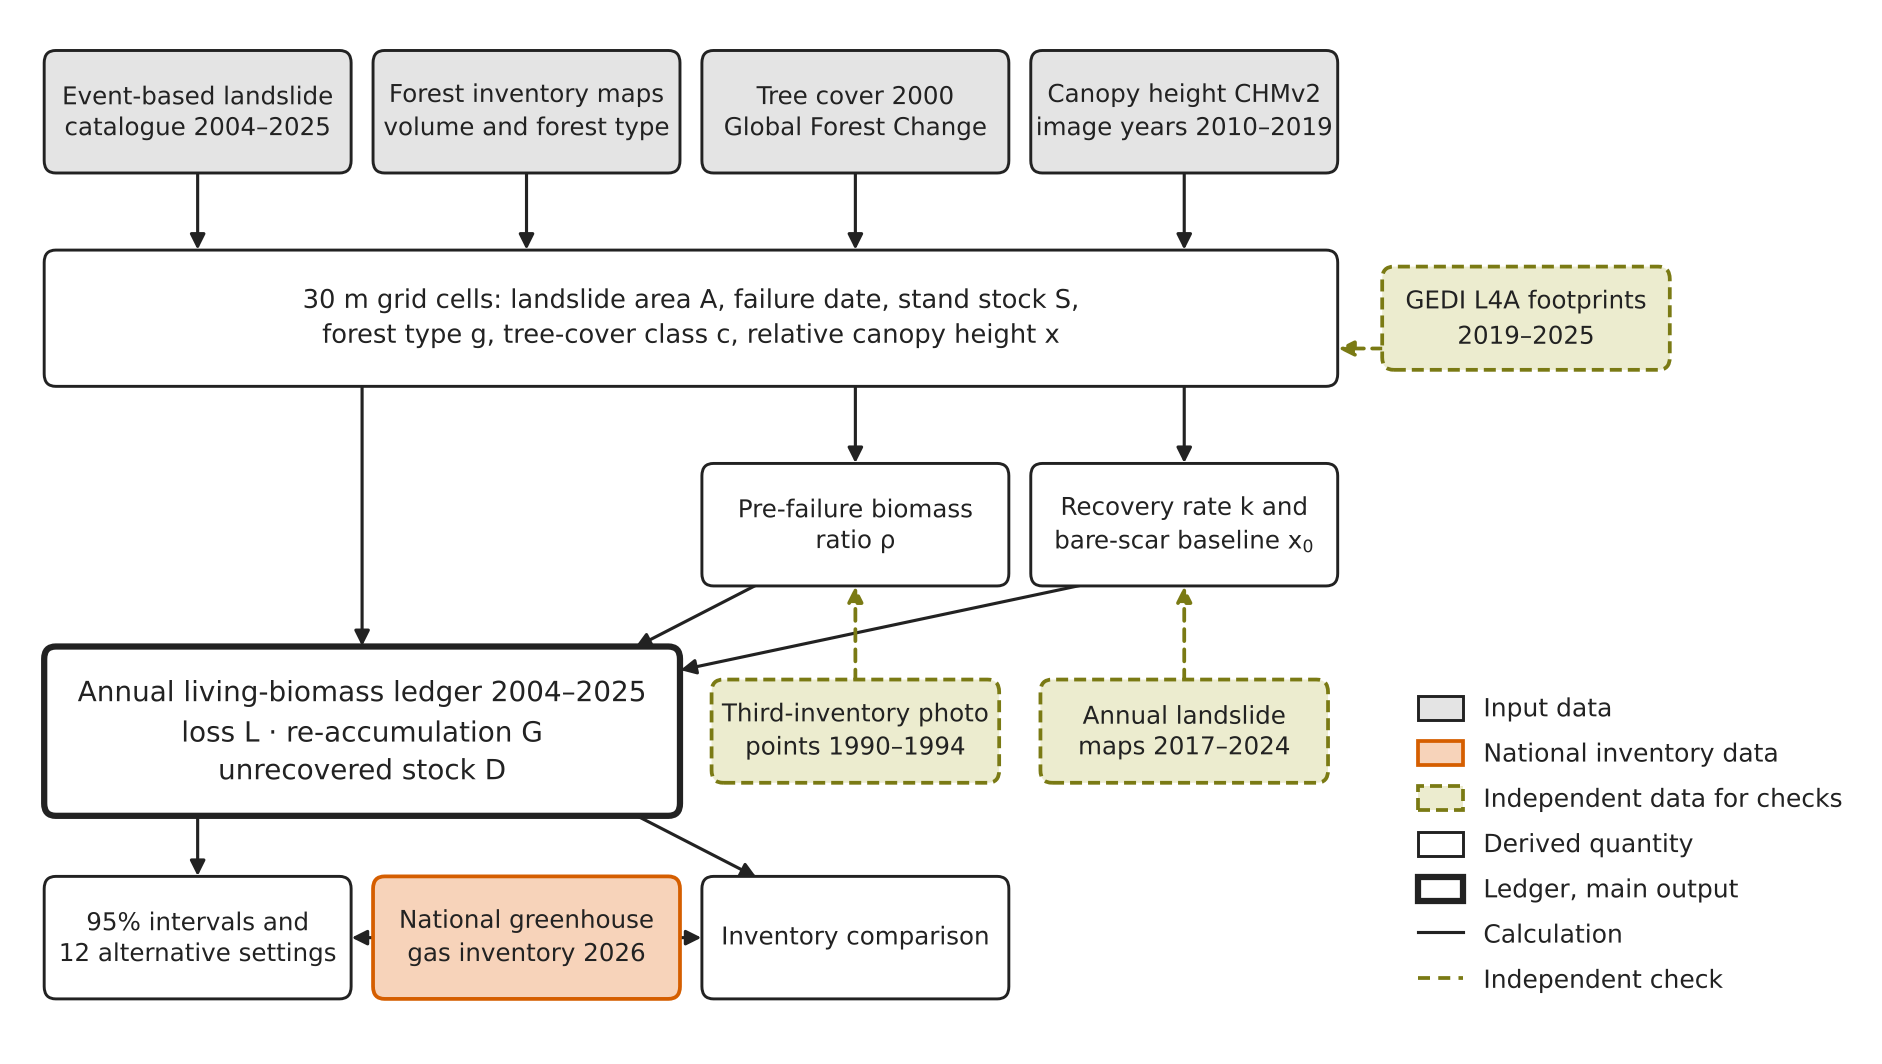 Event-based landslide
catalogue 2004–2025
Forest inventory maps
volume and forest type
Tree cover 2000
Global Forest Change
Canopy height CHMv2
image years 2010–2019
30 m grid cells: landslide area A, failure date, stand stock S,
forest type g, tree-cover class c, relative canopy height x
GEDI L4A footprints
2019–2025
Pre-failure biomass
ratio ρ
Recovery rate k and
bare-scar baseline x₀
Annual living-biomass ledger 2004–2025
loss L · re-accumulation G
unrecovered stock D
Third-inventory photo
points 1990–1994
Annual landslide
maps 2017–2024
95% intervals and
12 alternative settings
National greenhouse
gas inventory 2026
Inventory comparison
Input data
National inventory data
Independent data for checks
Derived quantity
Ledger, main output
Calculation
Independent check